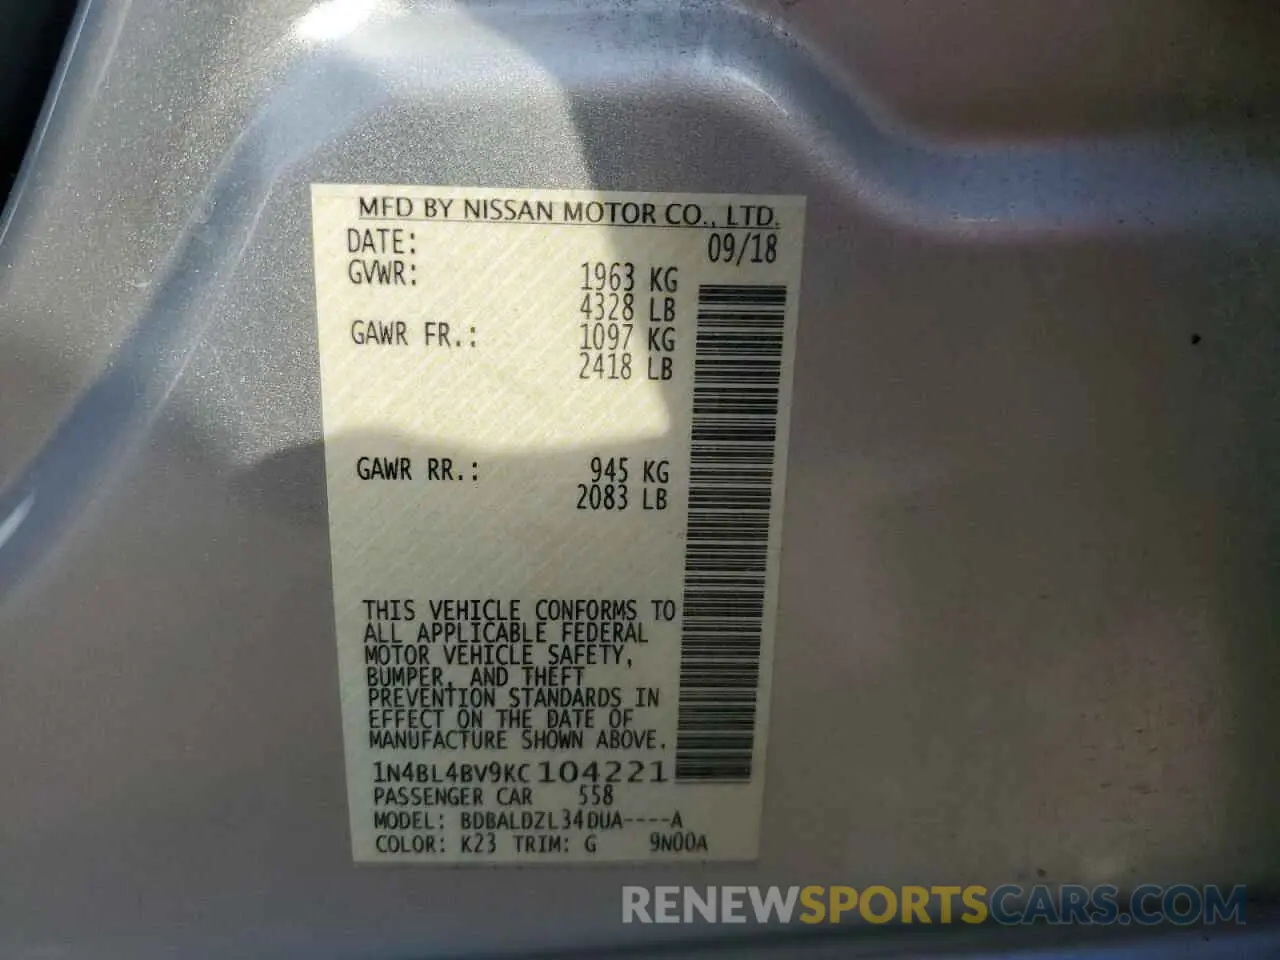 MFD BY NISSAN MOTOR CO., LTD.
DATE: 09/18
GVWR: 1963 KG
4328 LB
GAWR FR.: 1097 KG
2418 LB
GAWR RR.: 945 KG
2083 LB
THIS VEHICLE CONFORMS TO
ALL APPLICABLE FEDERAL
MOTOR VEHICLE SAFETY,
BUMPER, AND THEFT
PREVENTION STANDARDS IN
EFFECT ON THE DATE OF
MANUFACTURE SHOWN ABOVE.
1N4BL4BV9KC104221
PASSENGER CAR 558
MODEL: BDBALDZL34DUA----A
COLOR: K23 TRIM: G 9N00A
RENEWSPORTSCARS.COM